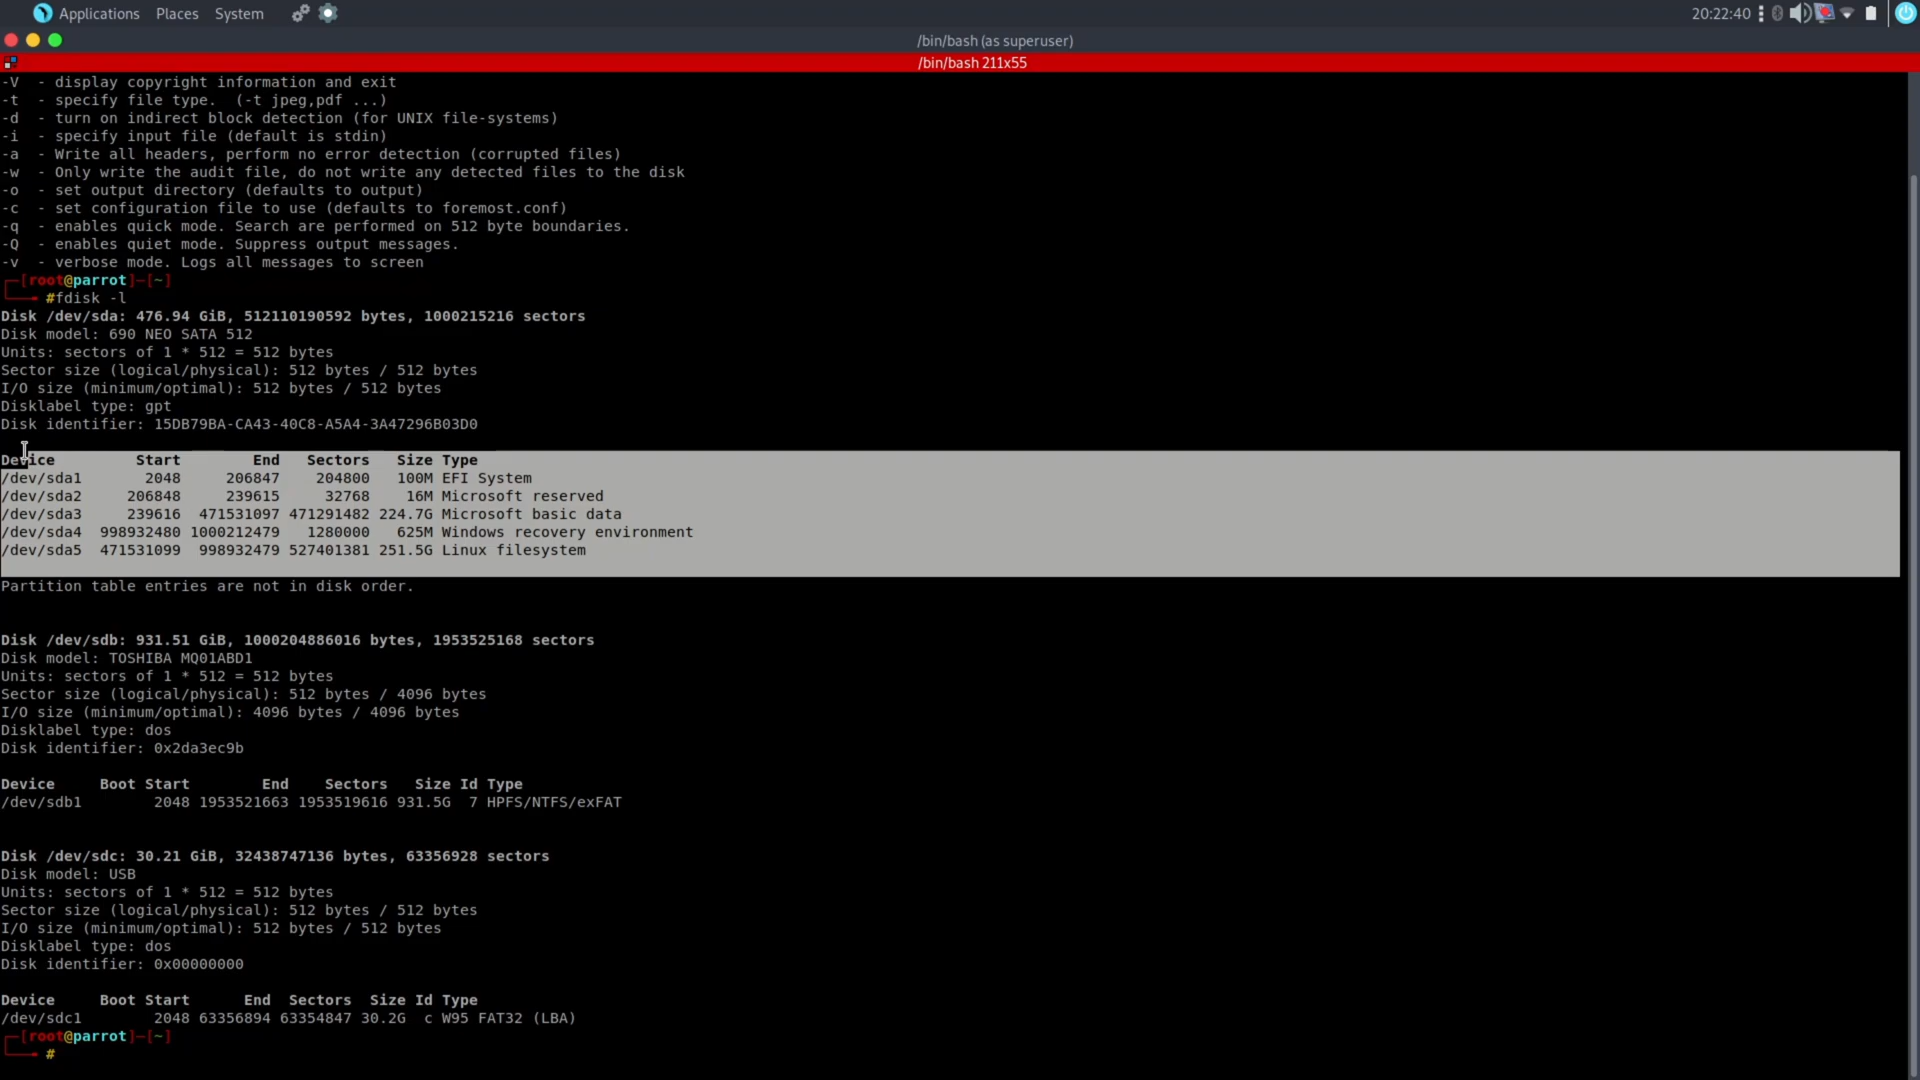 Applications Places System 20:22:40
/bin/bash (as superuser)
/bin/bash 211x55
-V  - display copyright information and exit
-t  - specify file type.  (-t jpeg,pdf ...)
-d  - turn on indirect block detection (for UNIX file-systems)
-i  - specify input file (default is stdin)
-a  - Write all headers, perform no error detection (corrupted files)
-w  - Only write the audit file, do not write any detected files to the disk
-o  - set output directory (defaults to output)
-c  - set configuration file to use (defaults to foremost.conf)
-q  - enables quick mode. Search are performed on 512 byte boundaries.
-Q  - enables quiet mode. Suppress output messages.
-v  - verbose mode. Logs all messages to screen
┌─[root@parrot]─[~]
└──╼ #fdisk -l
Disk /dev/sda: 476.94 GiB, 512110190592 bytes, 1000215216 sectors
Disk model: 690 NEO SATA 512
Units: sectors of 1 * 512 = 512 bytes
Sector size (logical/physical): 512 bytes / 512 bytes
I/O size (minimum/optimal): 512 bytes / 512 bytes
Disklabel type: gpt
Disk identifier: 15DB79BA-CA43-40C8-A5A4-3A47296B03D0
Device         Start        End   Sectors   Size Type
/dev/sda1       2048     206847    204800   100M EFI System
/dev/sda2     206848     239615     32768    16M Microsoft reserved
/dev/sda3     239616  471531097 471291482 224.7G Microsoft basic data
/dev/sda4  998932480 1000212479   1280000   625M Windows recovery environment
/dev/sda5  471531099  998932479 527401381 251.5G Linux filesystem
Partition table entries are not in disk order.
Disk /dev/sdb: 931.51 GiB, 1000204886016 bytes, 1953525168 sectors
Disk model: TOSHIBA MQ01ABD1
Units: sectors of 1 * 512 = 512 bytes
Sector size (logical/physical): 512 bytes / 4096 bytes
I/O size (minimum/optimal): 4096 bytes / 4096 bytes
Disklabel type: dos
Disk identifier: 0x2da3ec9b
Device     Boot Start        End    Sectors   Size Id Type
/dev/sdb1        2048 1953521663 1953519616 931.5G  7 HPFS/NTFS/exFAT
Disk /dev/sdc: 30.21 GiB, 32438747136 bytes, 63356928 sectors
Disk model: USB
Units: sectors of 1 * 512 = 512 bytes
Sector size (logical/physical): 512 bytes / 512 bytes
I/O size (minimum/optimal): 512 bytes / 512 bytes
Disklabel type: dos
Disk identifier: 0x00000000
Device     Boot Start      End  Sectors  Size Id Type
/dev/sdc1        2048 63356894 63354847 30.2G  c W95 FAT32 (LBA)
┌─[root@parrot]─[~]
└──╼ #